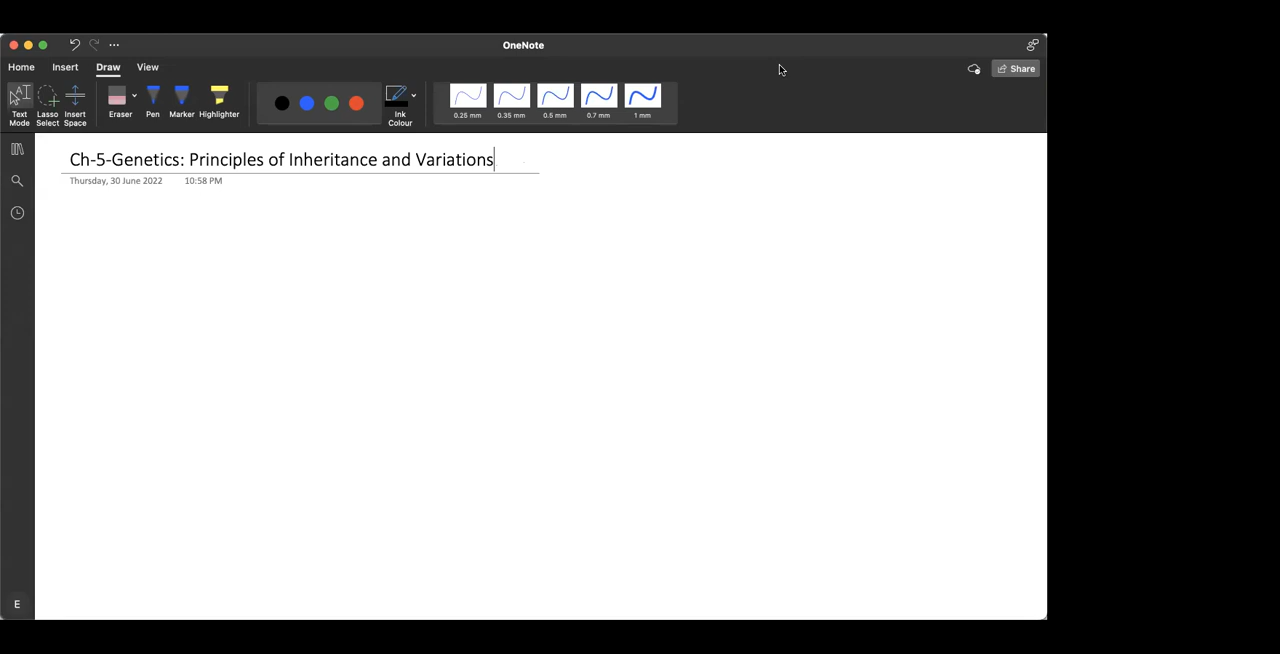 OneNote
Home Insert Draw View
Share
Text Mode
Lasso Select
Insert Space
Eraser
Pen
Marker
Highlighter
Ink Colour
0.25 mm
0.35 mm
0.5 mm
0.7 mm
1 mm
Ch-5-Genetics: Principles of Inheritance and Variations
Thursday, 30 June 2022 10:58 PM
E